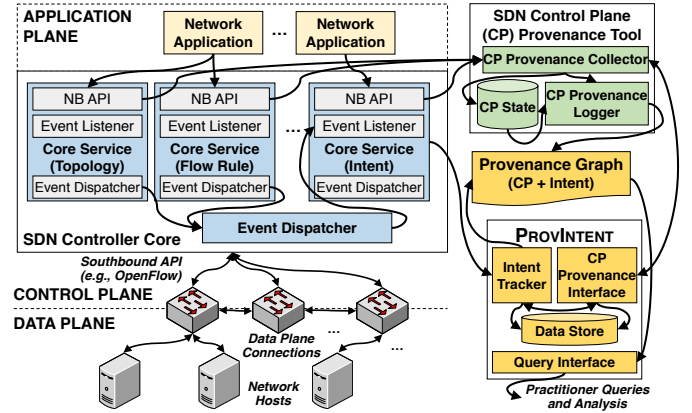 APPLICATION
PLANE
Network
Application
...
Network
Application
SDN Control Plane
(CP) Provenance Tool
CP Provenance Collector
CP State
CP Provenance
Logger
NB API
Event Listener
Core Service
(Topology)
Event Dispatcher
NB API
Event Listener
Core Service
(Flow Rule)
Event Dispatcher
...
NB API
Event Listener
Core Service
(Intent)
Event Dispatcher
Event Dispatcher
SDN Controller Core
Provenance Graph
(CP + Intent)
PROVINTENT
Intent
Tracker
CP
Provenance
Interface
Data Store
Query Interface
Practitioner Queries
and Analysis
Southbound API
(e.g., OpenFlow)
CONTROL PLANE
DATA PLANE
...
Data Plane
Connections
...
Network
Hosts